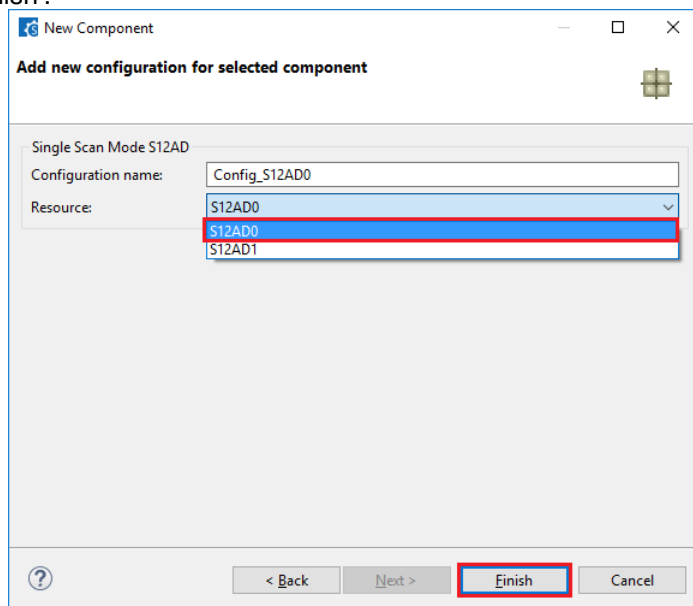 New Component
Add new configuration for selected component
Single Scan Mode S12AD
Configuration name: Config_S12AD0
Resource: S12AD0
S12AD0
S12AD1
? < Back Next > Finish Cancel